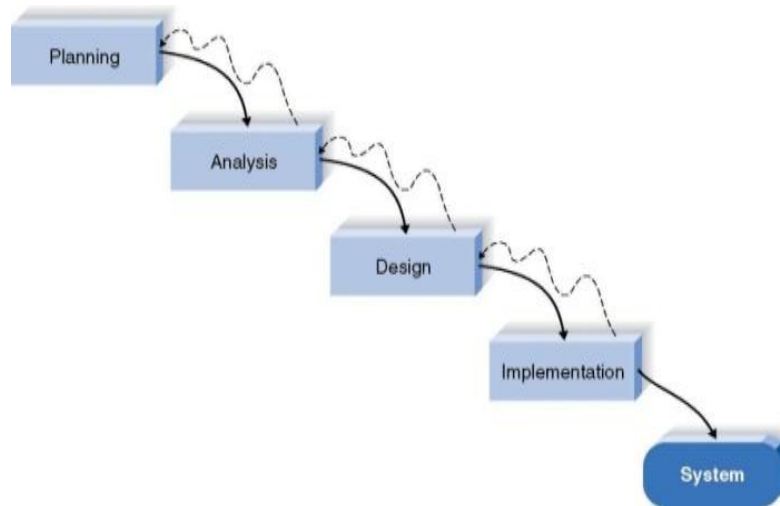 Planning
Analysis
Design
Implementation
System